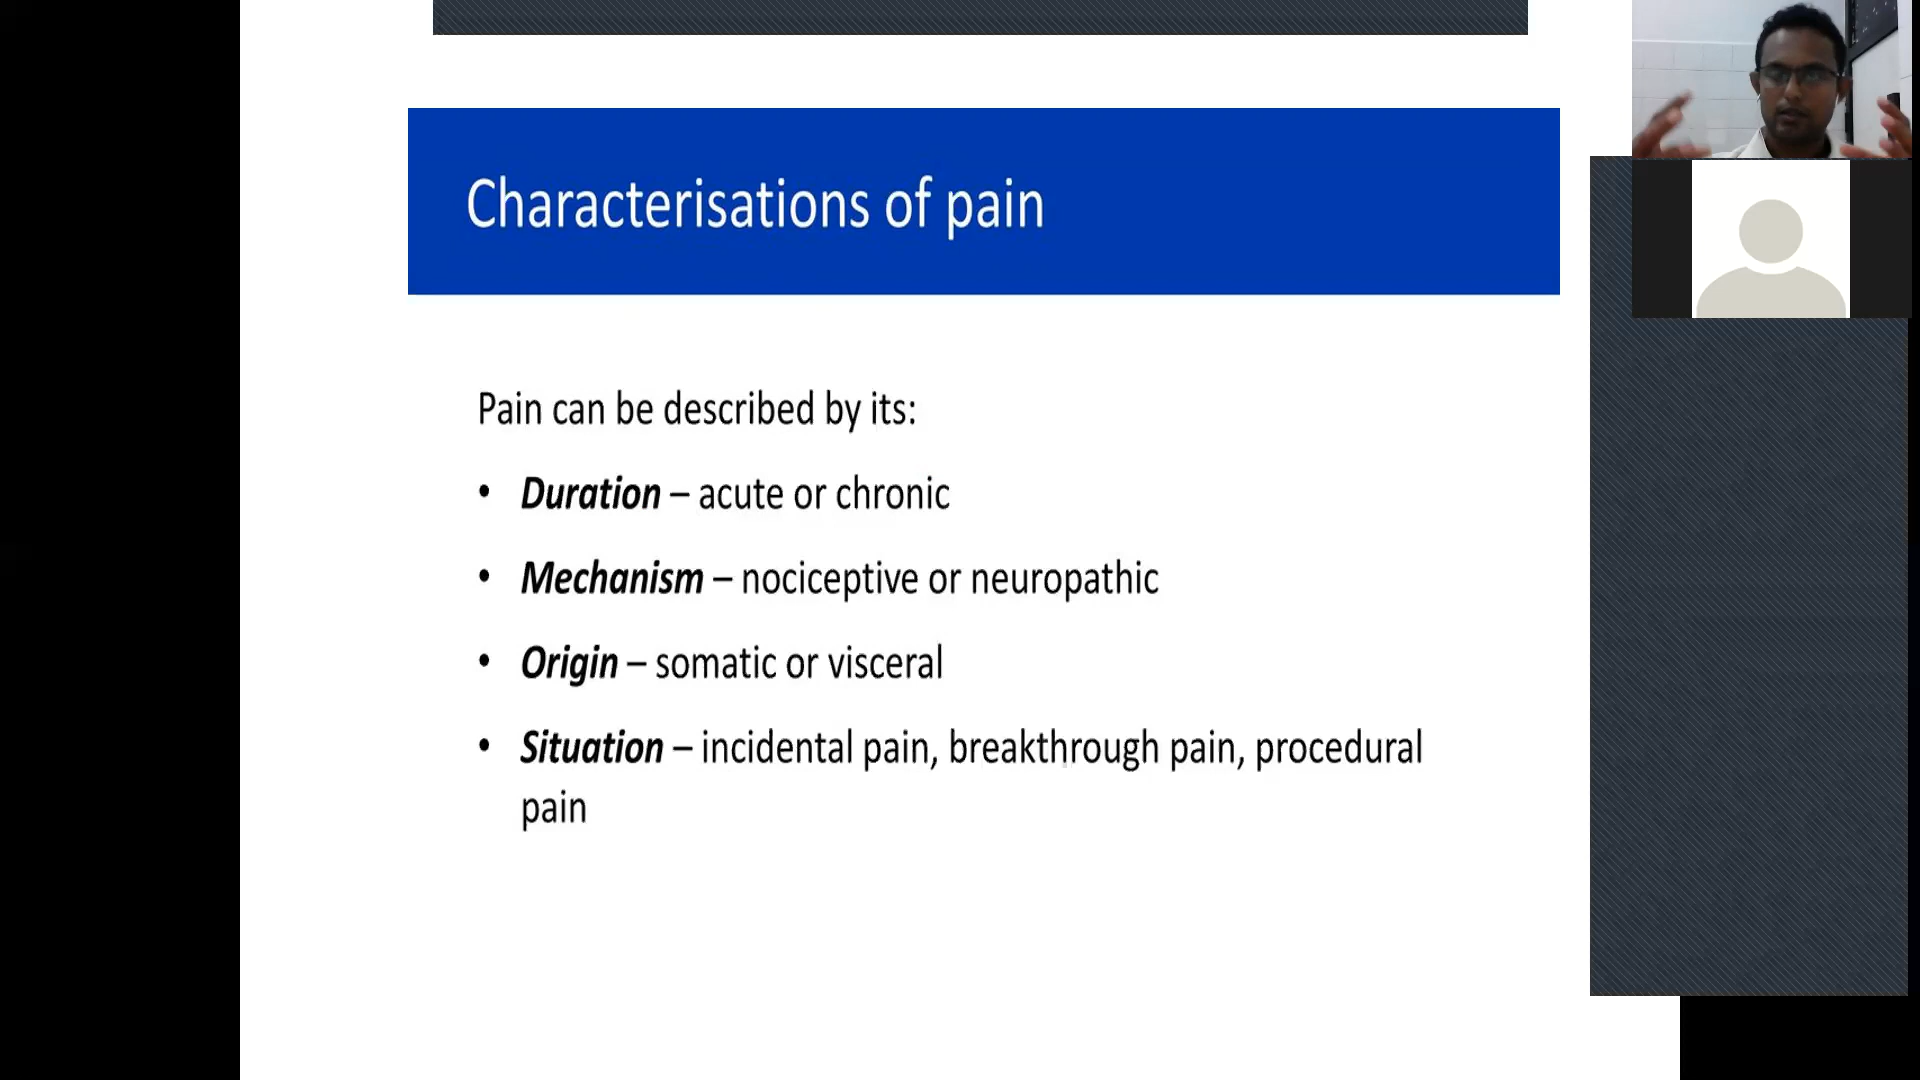 Characterisations of pain
Pain can be described by its:
• Duration – acute or chronic
• Mechanism – nociceptive or neuropathic
• Origin – somatic or visceral
• Situation – incidental pain, breakthrough pain, procedural
pain